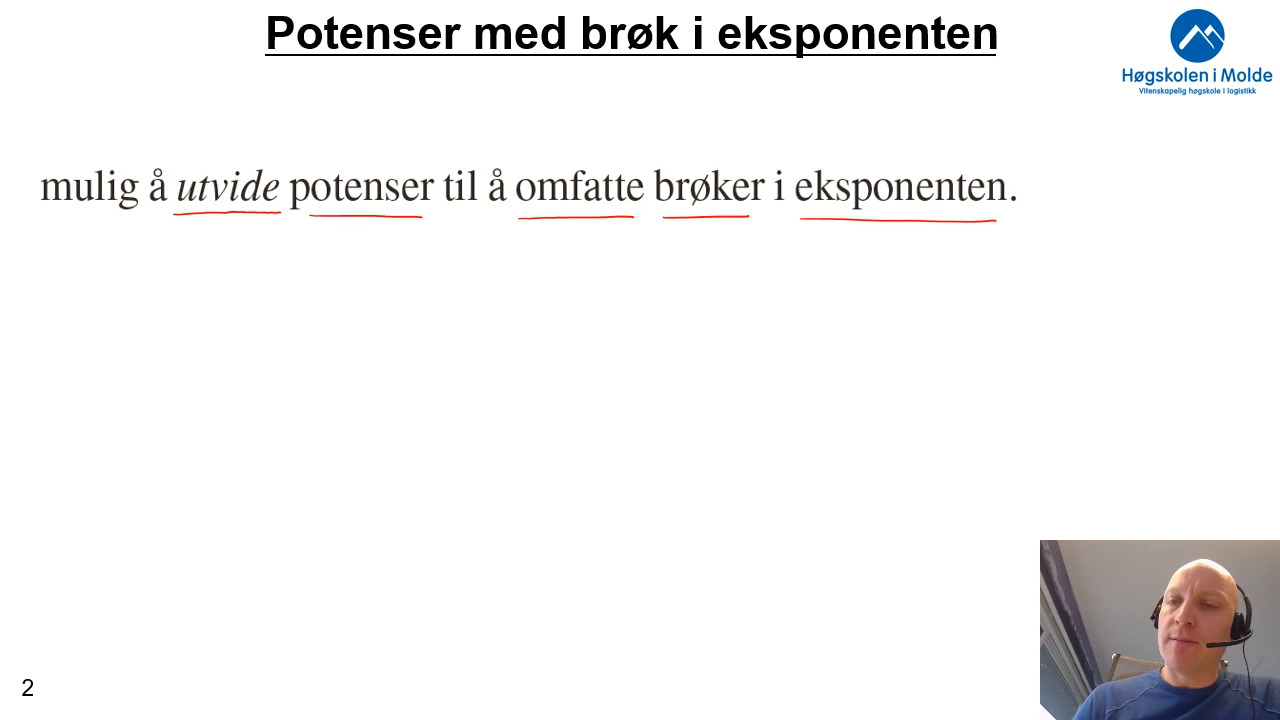 Potenser med brøk i eksponenten
Høgskolen i Molde
Vitenskapelig høgskole i logistikk
mulig å utvide potenser til å omfatte brøker i eksponenten.
2